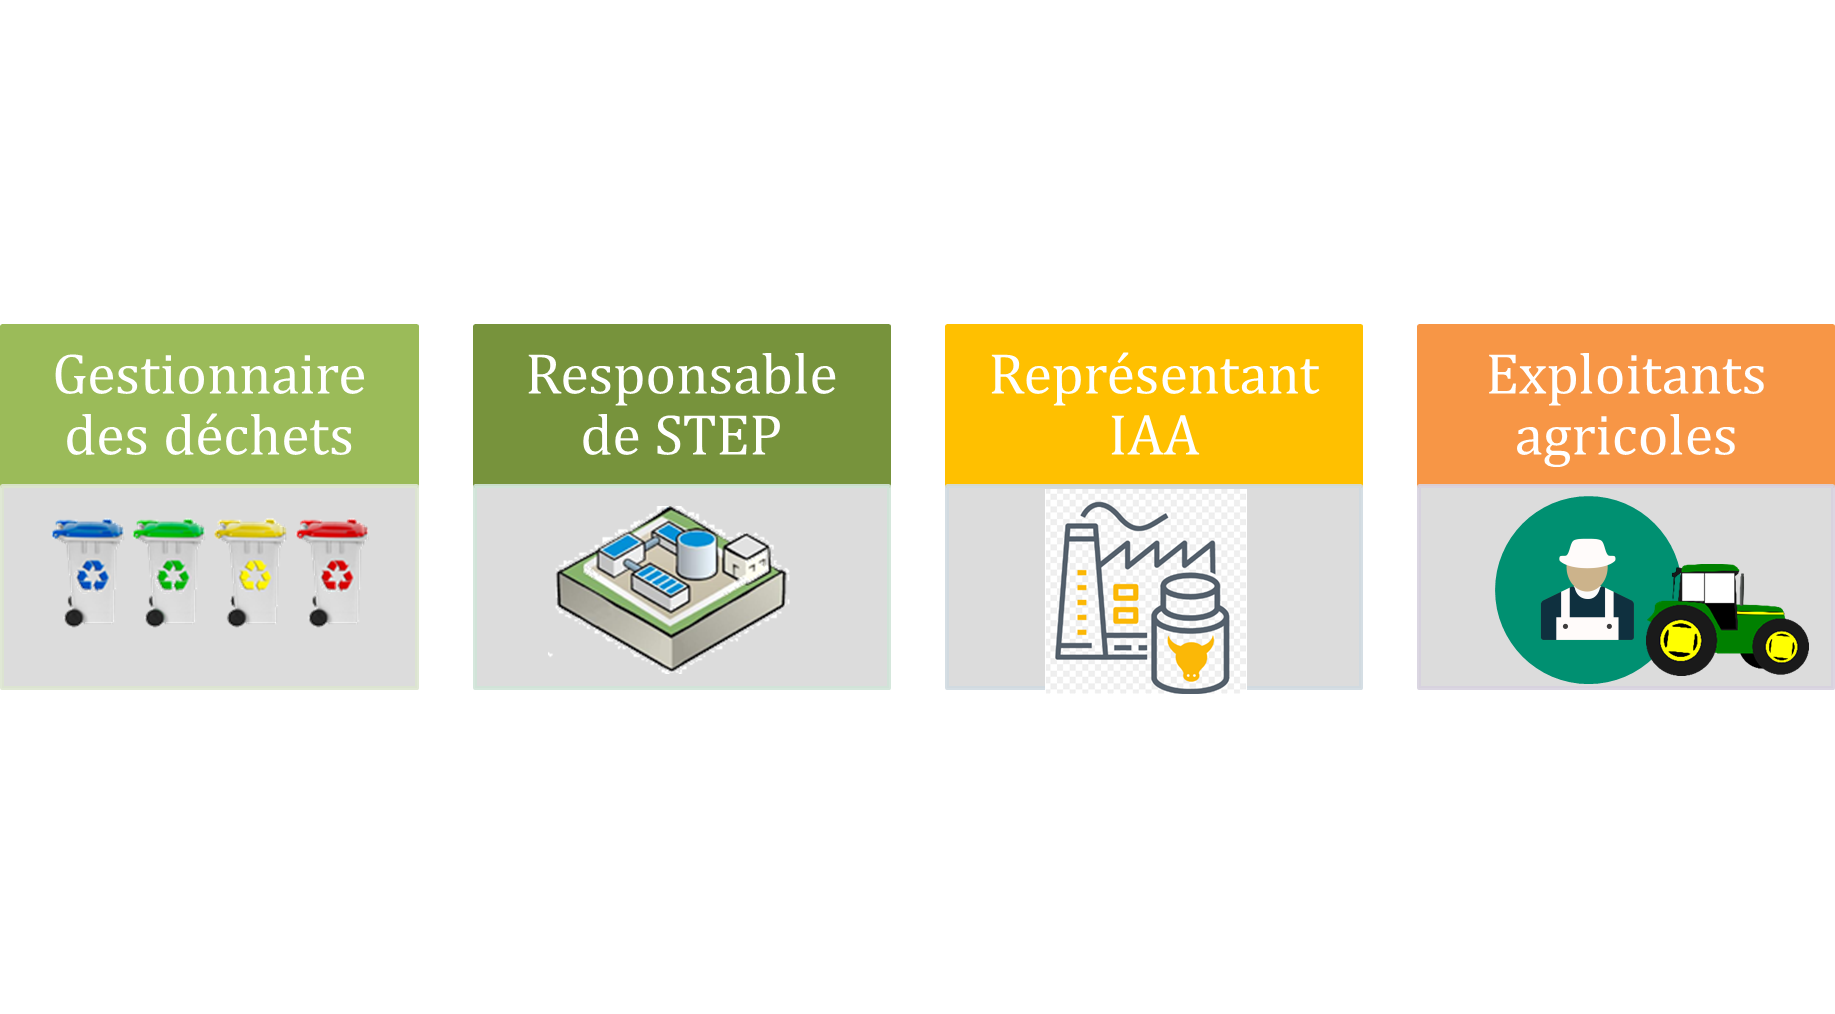 Gestionnaire
des déchets
Responsable
de STEP
Représentant
IAA
Exploitants
agricoles